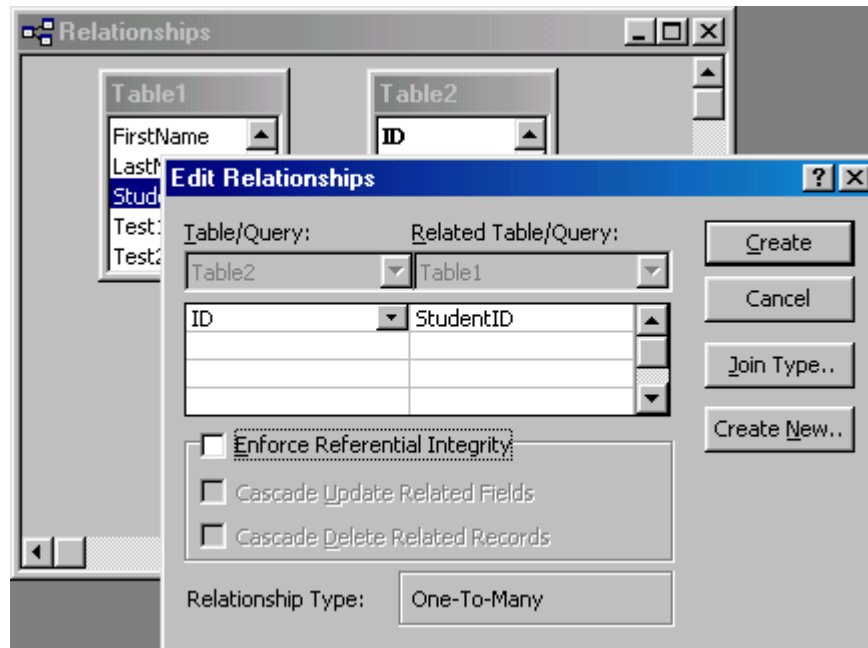 Relationships
Table1
Table2
FirstName
ID
Edit Relationships
Table/Query:
Related Table/Query:
Table2
Table1
ID
StudentID
Enforce Referential Integrity
Cascade Update Related Fields
Cascade Delete Related Records
Relationship Type:
One-To-Many
Create
Cancel
Join Type..
Create New..